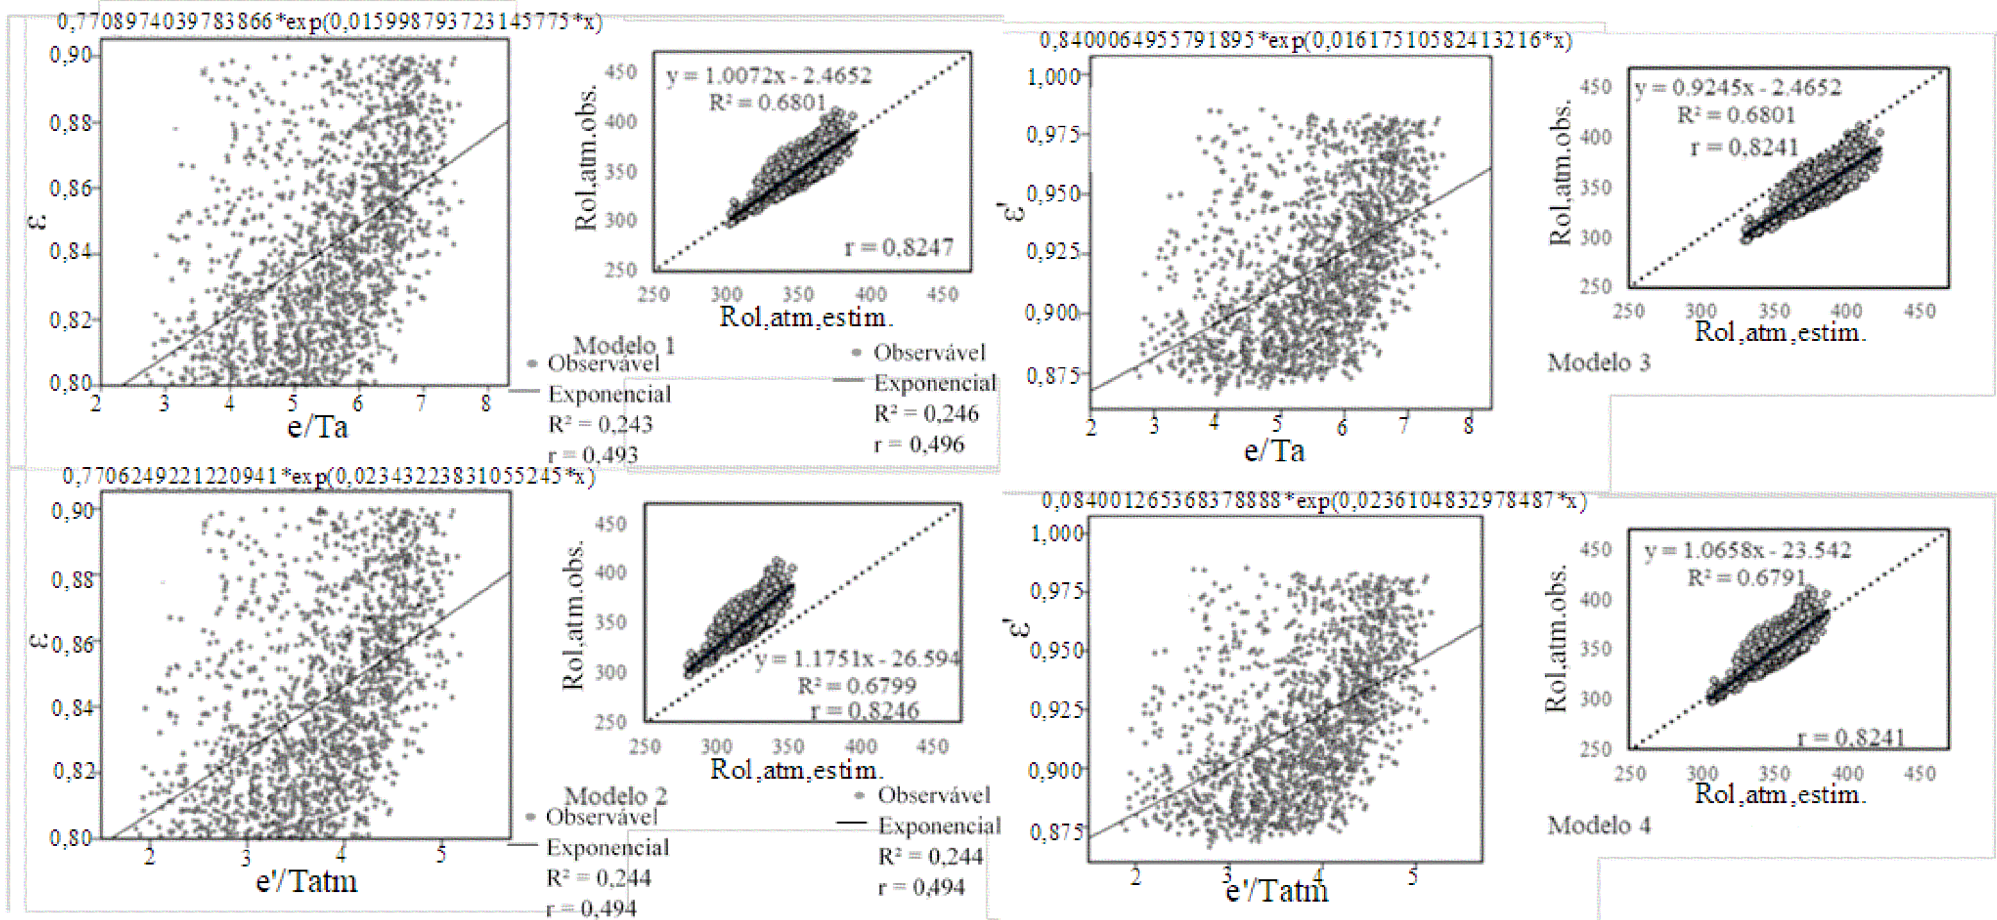 0,7708974039783866*exp(0,015998793723145775*x)
0,90
0,88
0,86
0,84
0,82
0,80
ε
2 3 4 5 6 7 8
e/Ta
450
400
350
300
250
Rol,atm.obs.
y = 1.0072x - 2.4652
R² = 0.6801
r = 0,8247
250 300 350 400 450
Rol,atm,estim.
Modelo 1
Observável
Exponencial
R² = 0,243
r = 0,493
Observável
Exponencial
R² = 0,246
r = 0,496
0,8400064955791895*exp(0,01617510582413216*x)
1,000
0,975
0,950
0,925
0,900
0,875
ε'
2 3 4 5 6 7 8
e/Ta
450
400
350
300
250
Rol,atm.obs.
y = 0.9245x - 2.4652
R² = 0.6801
r = 0,8241
250 300 350 400 450
Rol,atm,estim.
Modelo 3
0,7706249221220941*exp(0,023432223831055245*x)
0,90
0,88
0,86
0,84
0,82
0,80
ε
2 3 4 5
e'/Tatm
450
400
350
300
250
Rol,atm.obs.
y = 1.1751x - 26.594
R² = 0.6799
r = 0,8246
250 300 350 400 450
Rol,atm,estim.
Modelo 2
Observável
Exponencial
R² = 0,244
r = 0,494
Observável
Exponencial
R² = 0,244
r = 0,494
0,084001265368378888*exp(0,0236104832978487*x)
1,000
0,975
0,950
0,925
0,900
0,875
ε'
2 3 4 5
e'/Tatm
450
400
350
300
250
Rol,atm.obs.
y = 1.0658x - 23.542
R² = 0.6791
r = 0,8241
250 300 350 400 450
Rol,atm,estim.
Modelo 4